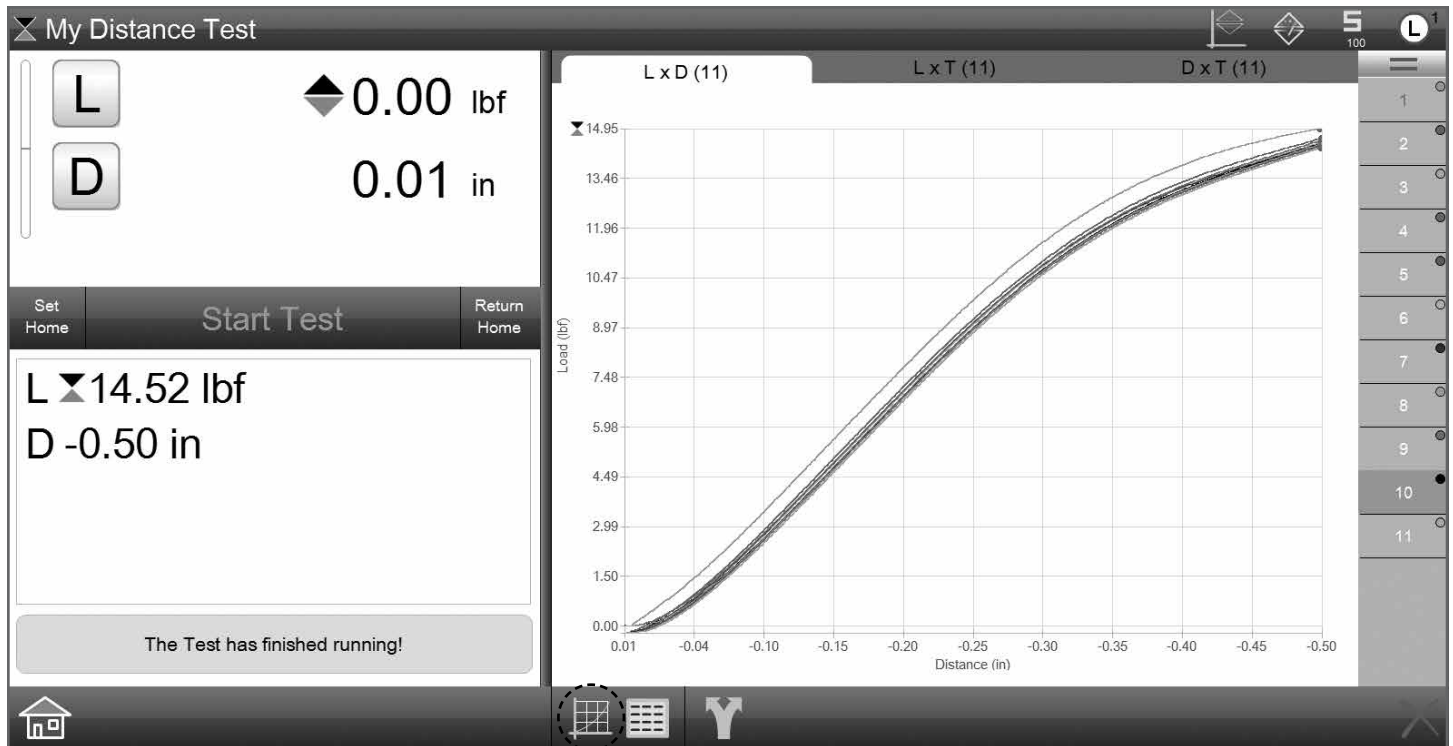 My Distance Test
5
100
L
1
L
0.00 lbf
D
0.01 in
Set
Home
Start Test
Return
Home
L 14.52 lbf
D -0.50 in
The Test has finished running!
L x D (11)
L x T (11)
D x T (11)
14.95
13.46
11.96
10.47
8.97
7.48
5.98
4.49
2.99
1.50
0.00
Load (lbf)
0.01
-0.04
-0.10
-0.15
-0.20
-0.25
-0.30
-0.35
-0.40
-0.45
-0.50
Distance (in)
1
2
3
4
5
6
7
8
9
10
11